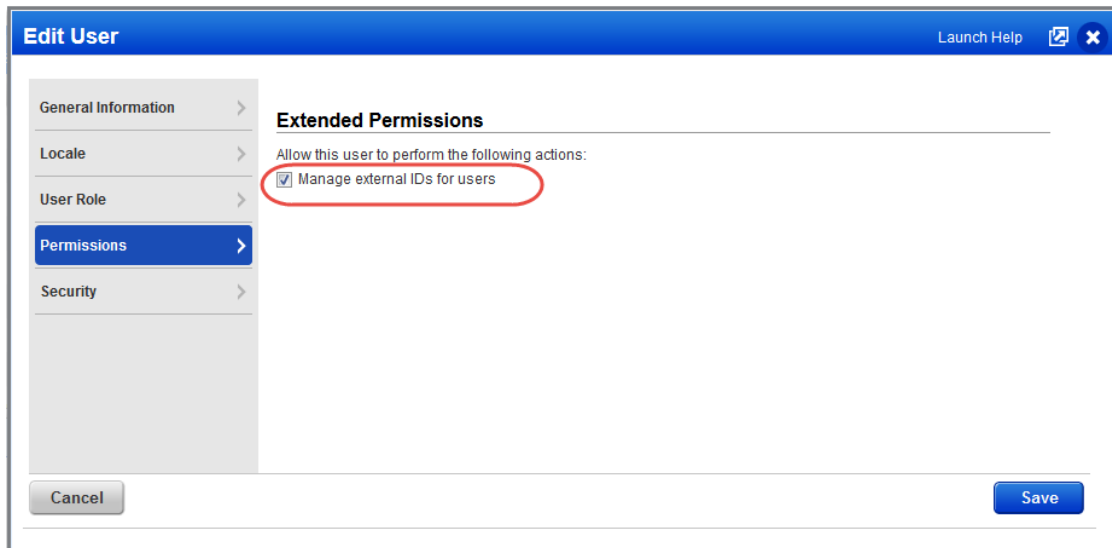 Edit User
Launch Help
General Information
Locale
User Role
Permissions
Security
Extended Permissions
Allow this user to perform the following actions:
Manage external IDs for users
Cancel
Save